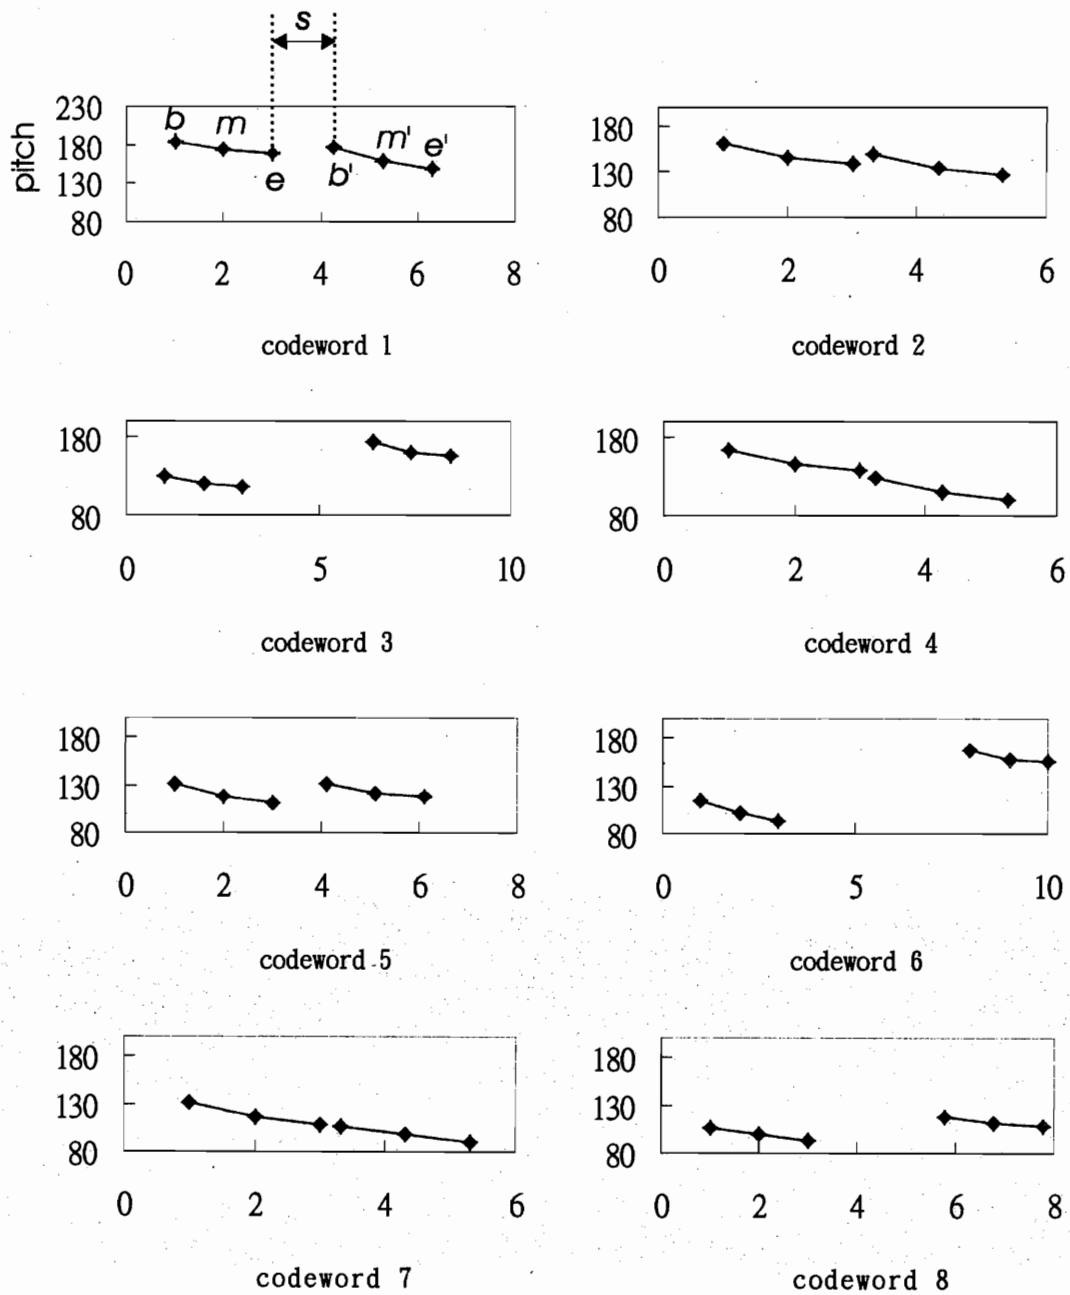 s
230 b m m' e' 180
pitch 180 130
130 e b'
80 80
0 2 4 6 8 0 2 4 6
codeword 1 codeword 2
180 180
80 80
0 5 10 0 2 4 6
codeword 3 codeword 4
180 180
130 130
80 80
0 2 4 6 8 0 5 10
codeword 5 codeword 6
180 180
130 130
80 80
0 2 4 6 0 2 4 6 8
codeword 7 codeword 8